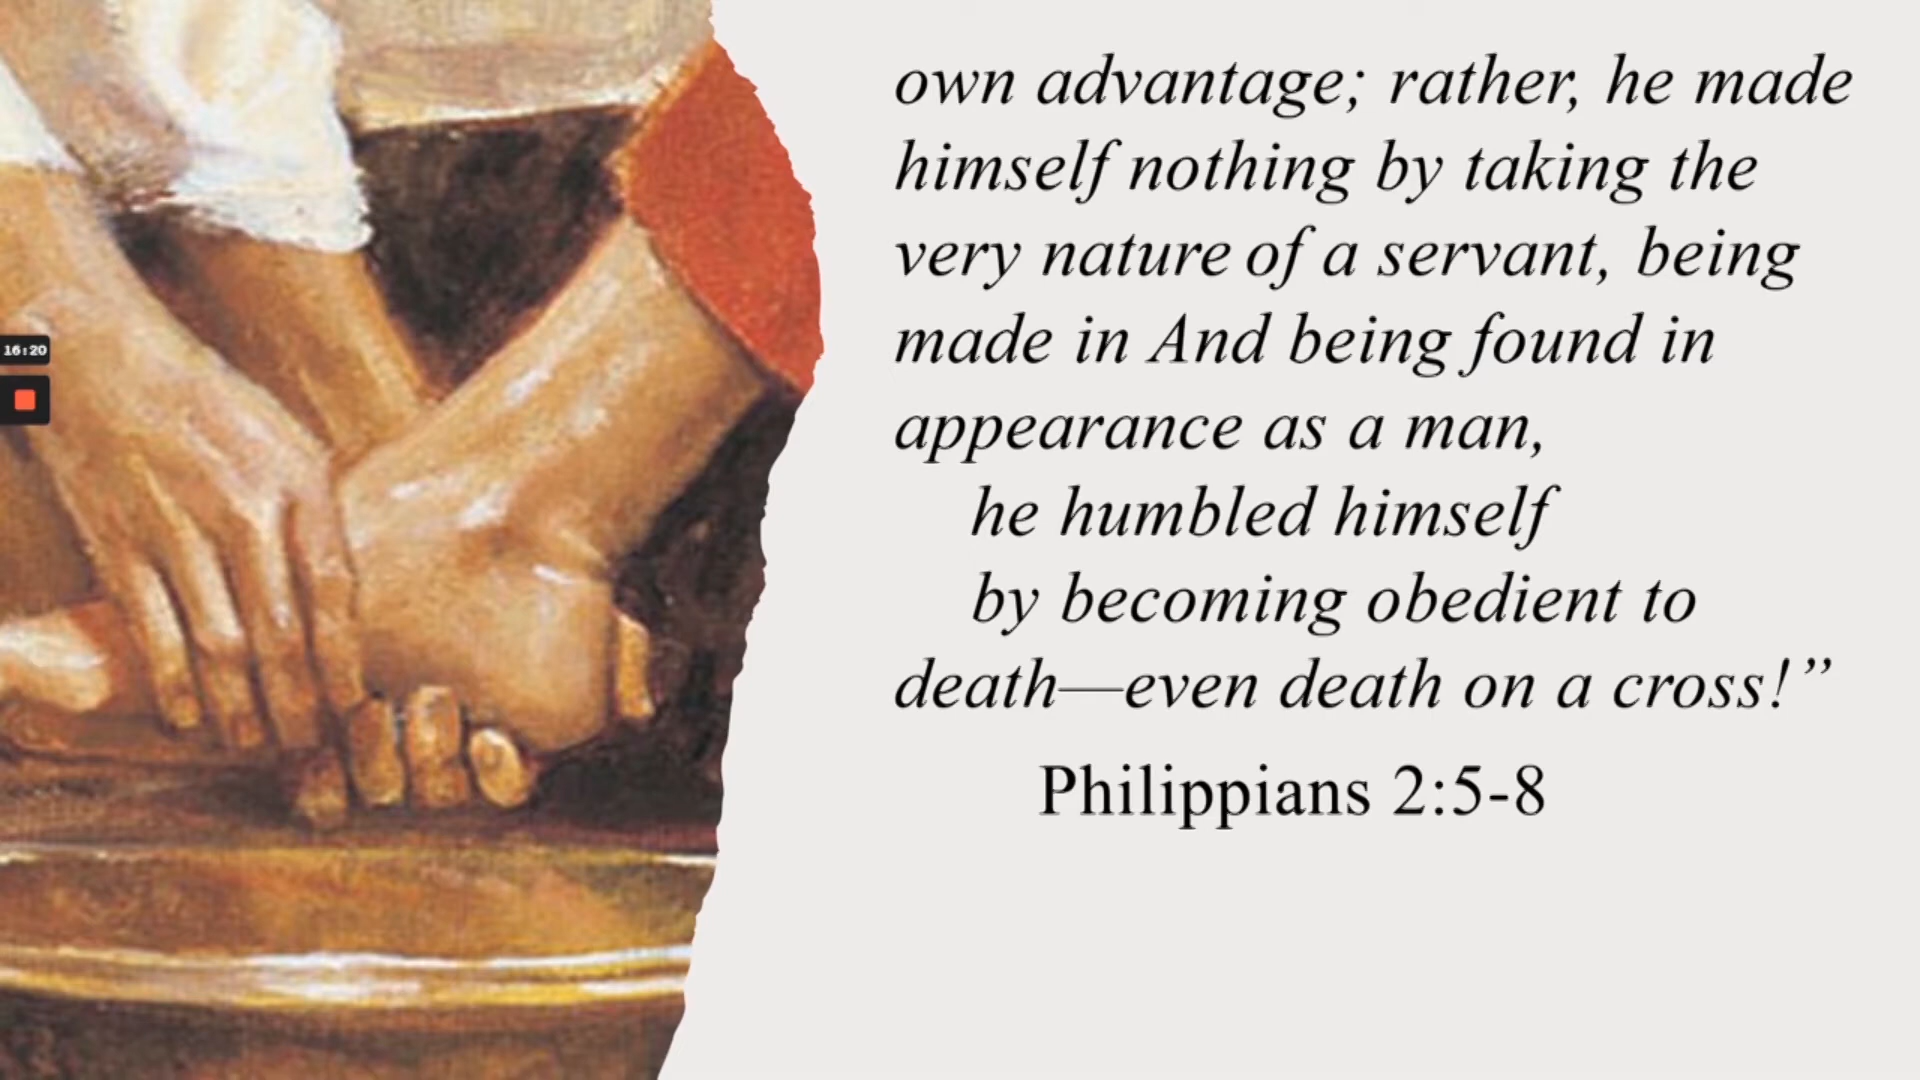 own advantage; rather, he made
himself nothing by taking the
very nature of a servant, being
made in And being found in
appearance as a man,
he humbled himself
by becoming obedient to
death—even death on a cross!”
Philippians 2:5-8
16:20